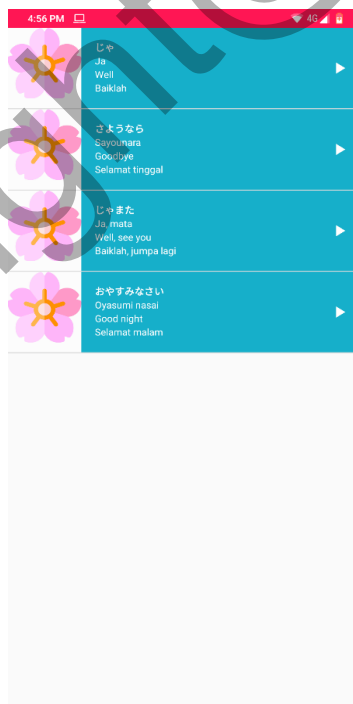 4:56 PM
4G
じゃ
Ja
Well
Baiklah
さようなら
Sayounara
Goodbye
Selamat tinggal
じゃまた
Ja, mata
Well, see you
Baiklah, jumpa lagi
おやすみなさい
Oyasumi nasai
Good night
Selamat malam